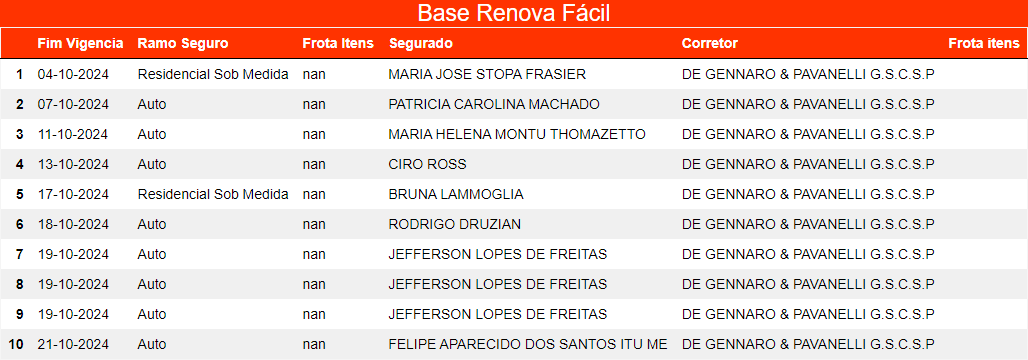 Base Renova Fácil
Fim Vigencia Ramo Seguro Frota Itens Segurado Corretor Frota itens
1 04-10-2024 Residencial Sob Medida nan MARIA JOSE STOPA FRASIER DE GENNARO & PAVANELLI G.S.C.S.P
2 07-10-2024 Auto nan PATRICIA CAROLINA MACHADO DE GENNARO & PAVANELLI G.S.C.S.P
3 11-10-2024 Auto nan MARIA HELENA MONTU THOMAZETTO DE GENNARO & PAVANELLI G.S.C.S.P
4 13-10-2024 Auto nan CIRO ROSS DE GENNARO & PAVANELLI G.S.C.S.P
5 17-10-2024 Residencial Sob Medida nan BRUNA LAMMOGLIA DE GENNARO & PAVANELLI G.S.C.S.P
6 18-10-2024 Auto nan RODRIGO DRUZIAN DE GENNARO & PAVANELLI G.S.C.S.P
7 19-10-2024 Auto nan JEFFERSON LOPES DE FREITAS DE GENNARO & PAVANELLI G.S.C.S.P
8 19-10-2024 Auto nan JEFFERSON LOPES DE FREITAS DE GENNARO & PAVANELLI G.S.C.S.P
9 19-10-2024 Auto nan JEFFERSON LOPES DE FREITAS DE GENNARO & PAVANELLI G.S.C.S.P
10 21-10-2024 Auto nan FELIPE APARECIDO DOS SANTOS ITU ME DE GENNARO & PAVANELLI G.S.C.S.P